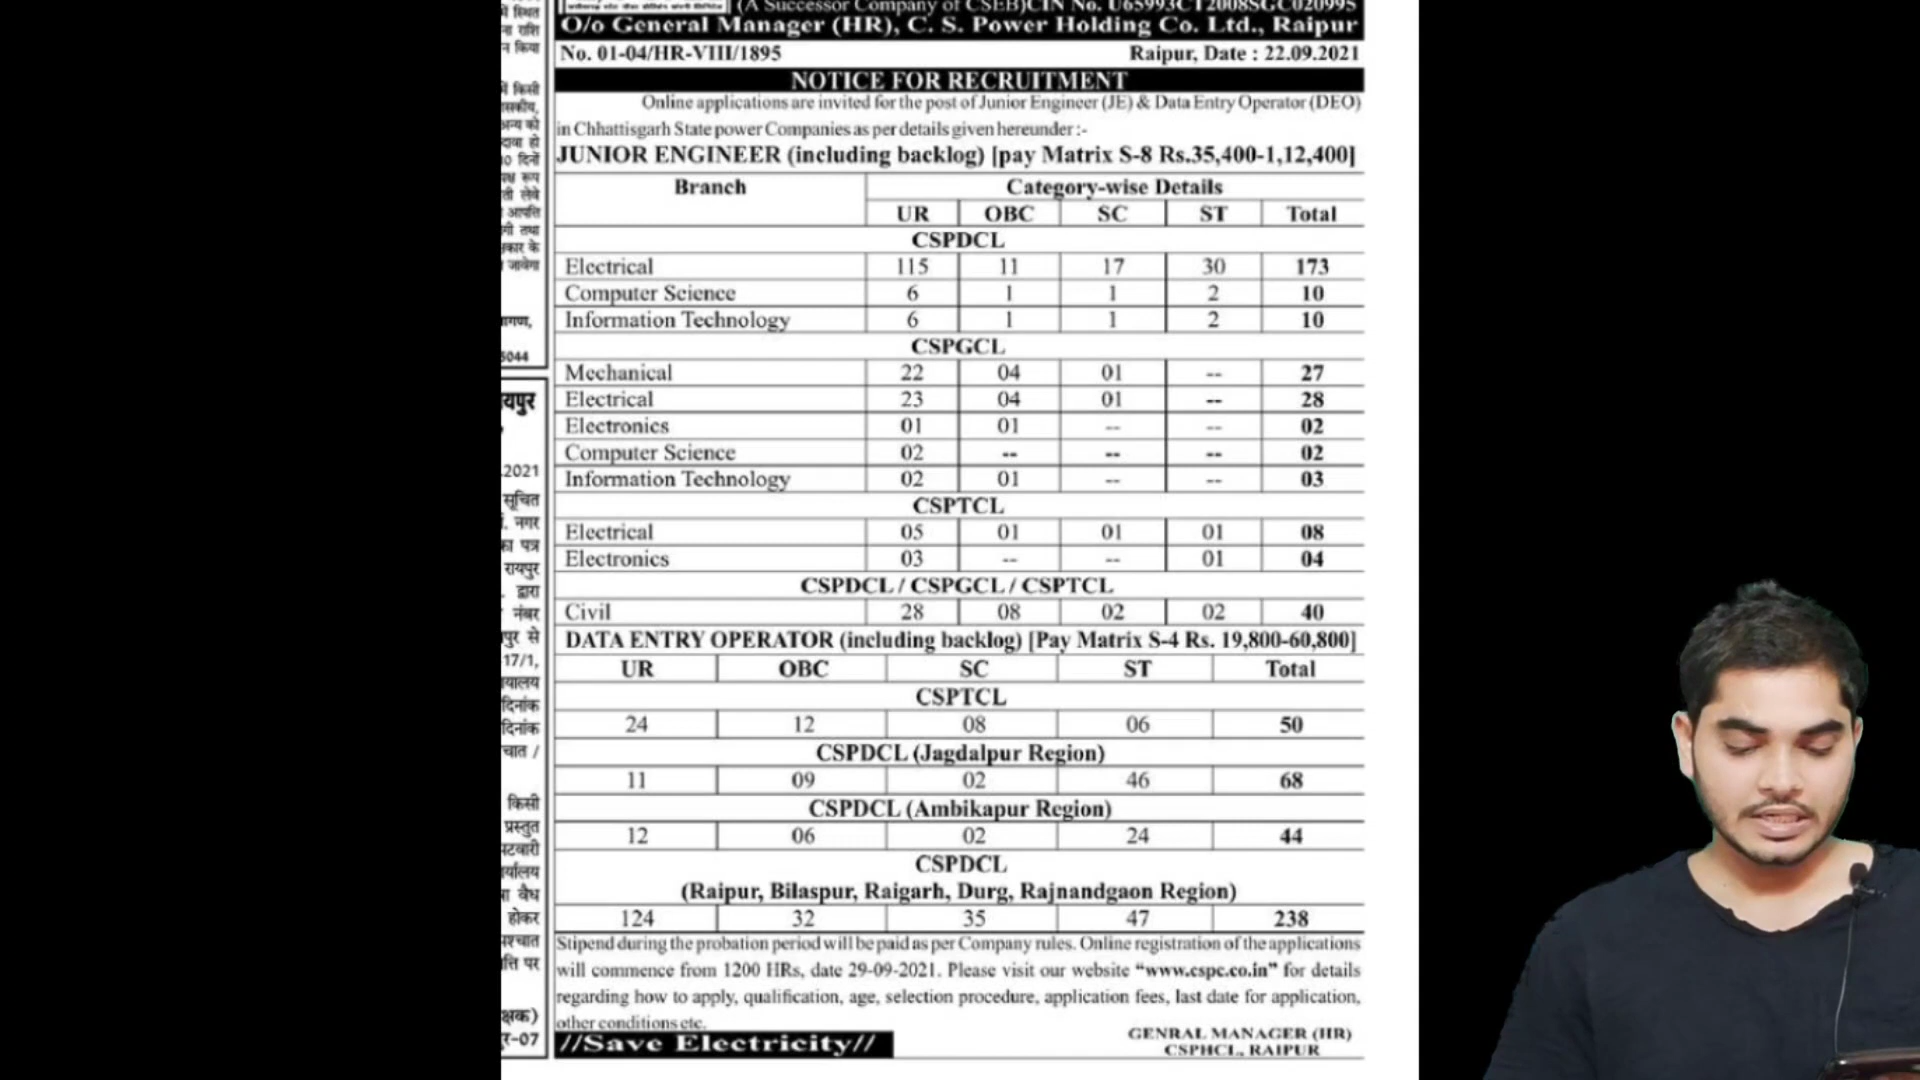 (A Successor Company of CSEB)CIN No. U65993CT2008SGC020995
O/o General Manager (HR), C. S. Power Holding Co. Ltd., Raipur
No. 01-04/HR-VIII/1895 Raipur, Date : 22.09.2021
NOTICE FOR RECRUITMENT
Online applications are invited for the post of Junior Engineer (JE) & Data Entry Operator (DEO)
in Chhattisgarh State power Companies as per details given hereunder :-
JUNIOR ENGINEER (including backlog) [pay Matrix S-8 Rs.35,400-1,12,400]
Branch Category-wise Details
UR OBC SC ST Total
CSPDCL
Electrical 115 11 17 30 173
Computer Science 6 1 1 2 10
Information Technology 6 1 1 2 10
CSPGCL
Mechanical 22 04 01 -- 27
Electrical 23 04 01 -- 28
Electronics 01 01 -- -- 02
Computer Science 02 -- -- -- 02
Information Technology 02 01 -- -- 03
CSPTCL
Electrical 05 01 01 01 08
Electronics 03 -- -- 01 04
CSPDCL / CSPGCL / CSPTCL
Civil 28 08 02 02 40
DATA ENTRY OPERATOR (including backlog) [Pay Matrix S-4 Rs. 19,800-60,800]
UR OBC SC ST Total
CSPTCL
24 12 08 06 50
CSPDCL (Jagdalpur Region)
11 09 02 46 68
CSPDCL (Ambikapur Region)
12 06 02 24 44
CSPDCL
(Raipur, Bilaspur, Raigarh, Durg, Rajnandgaon Region)
124 32 35 47 238
Stipend during the probation period will be paid as per Company rules. Online registration of the applications
will commence from 1200 HRs, date 29-09-2021. Please visit our website “www.cspc.co.in” for details
regarding how to apply, qualification, age, selection procedure, application fees, last date for application,
other conditions etc.
//Save Electricity//
GENRAL MANAGER (HR)
CSPHCL, RAIPUR